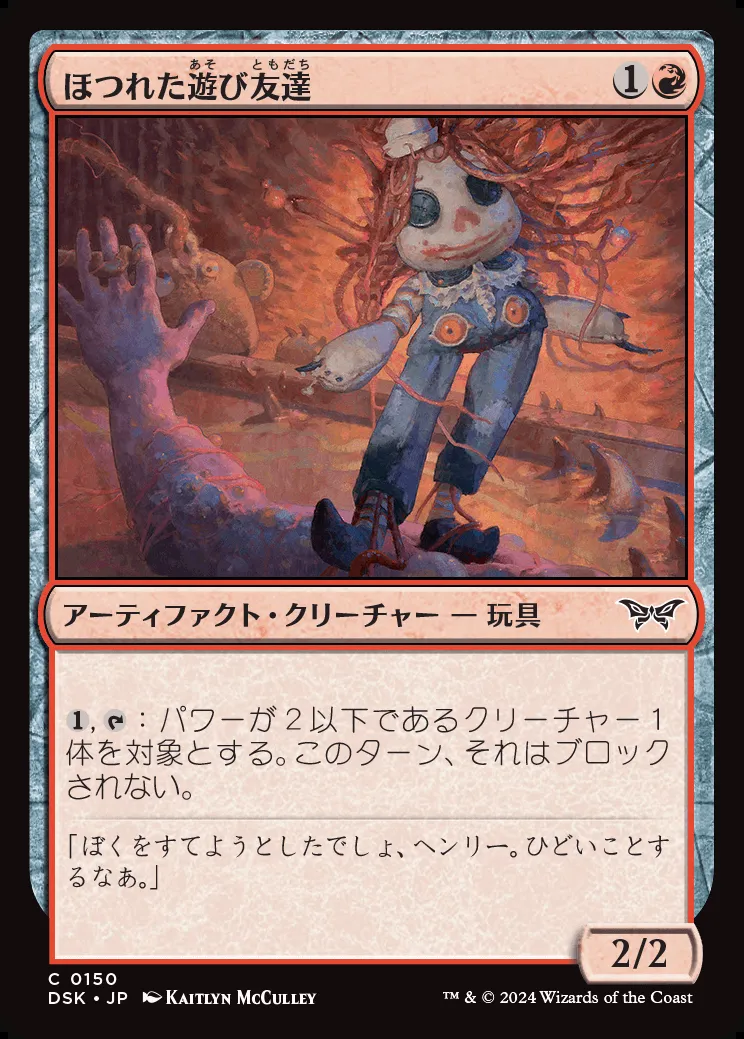 ほつれた遊び友達 1
あそ ともだち
アーティファクト・クリーチャー — 玩具
1, : パワーが2以下であるクリーチャー1
体を対象とする。このターン、それはブロック
されない。
「ぼくをすてようとしたでしょ、ヘンリー。ひどいことす
るなぁ。」
2/2
C 0150
DSK • JP KAITLYN MCCULLEY
™ & © 2024 Wizards of the Coast